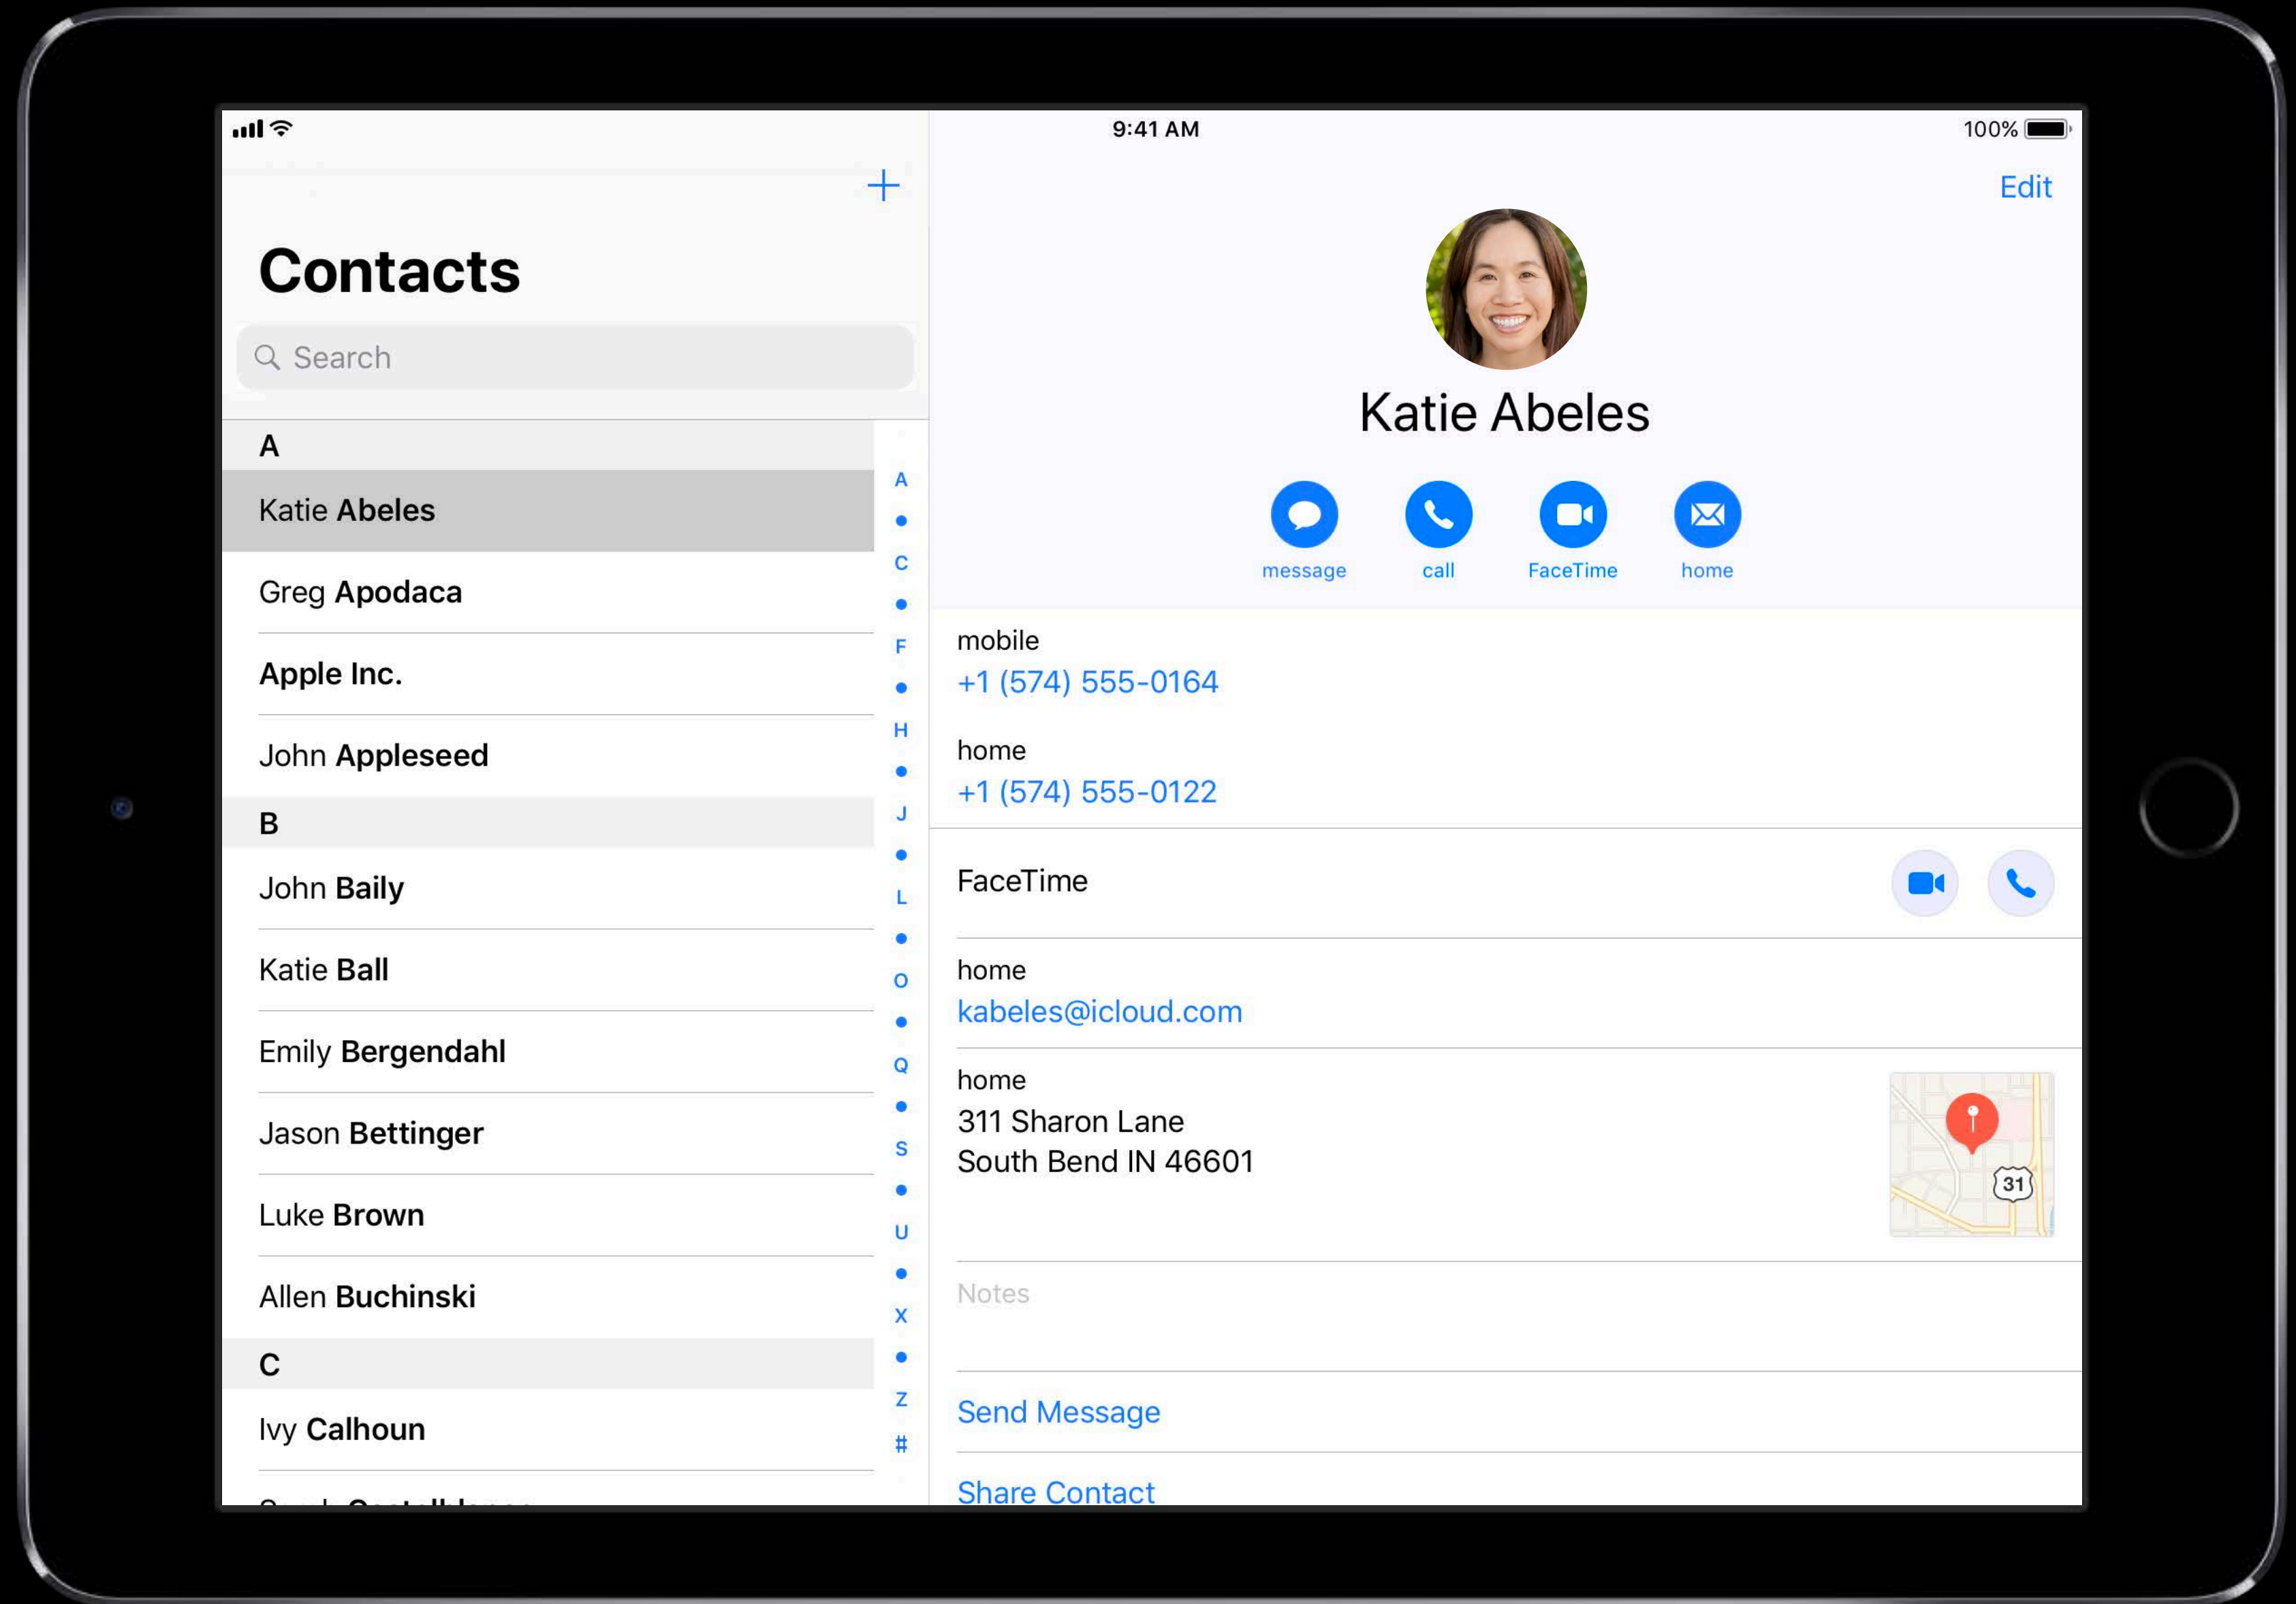 9:41 AM
100%
Contacts
Search
A
Katie Abeles
Greg Apodaca
Apple Inc.
John Appleseed
B
John Baily
Katie Ball
Emily Bergendahl
Jason Bettinger
Luke Brown
Allen Buchinski
C
Ivy Calhoun
A
C
F
H
J
L
O
Q
S
U
X
Z
#
Edit
Katie Abeles
message call FaceTime home
mobile
+1 (574) 555-0164
home
+1 (574) 555-0122
FaceTime
home
kabeles@icloud.com
home
311 Sharon Lane
South Bend IN 46601
31
Notes
Send Message
Share Contact